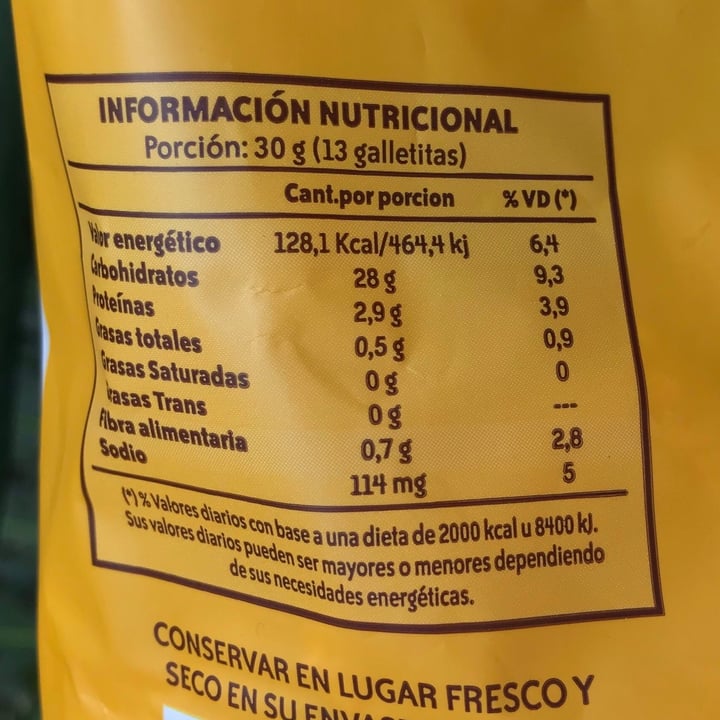 INFORMACIÓN NUTRICIONAL
Porción: 30 g (13 galletitas)
Cant.por porcion % VD (*)
Valor energético 128,1 Kcal/464,4 kj 6,4
Carbohidratos 28 g 9,3
Proteínas 2,9 g 3,9
Grasas totales 0,5 g 0,9
Grasas Saturadas 0 g 0
Grasas Trans 0 g ---
Fibra alimentaria 0,7 g 2,8
Sodio 114 mg 5
(*) % Valores diarios con base a una dieta de 2000 kcal u 8400 kJ.
Sus valores diarios pueden ser mayores o menores dependiendo
de sus necesidades energéticas.
CONSERVAR EN LUGAR FRESCO Y
SECO EN SU